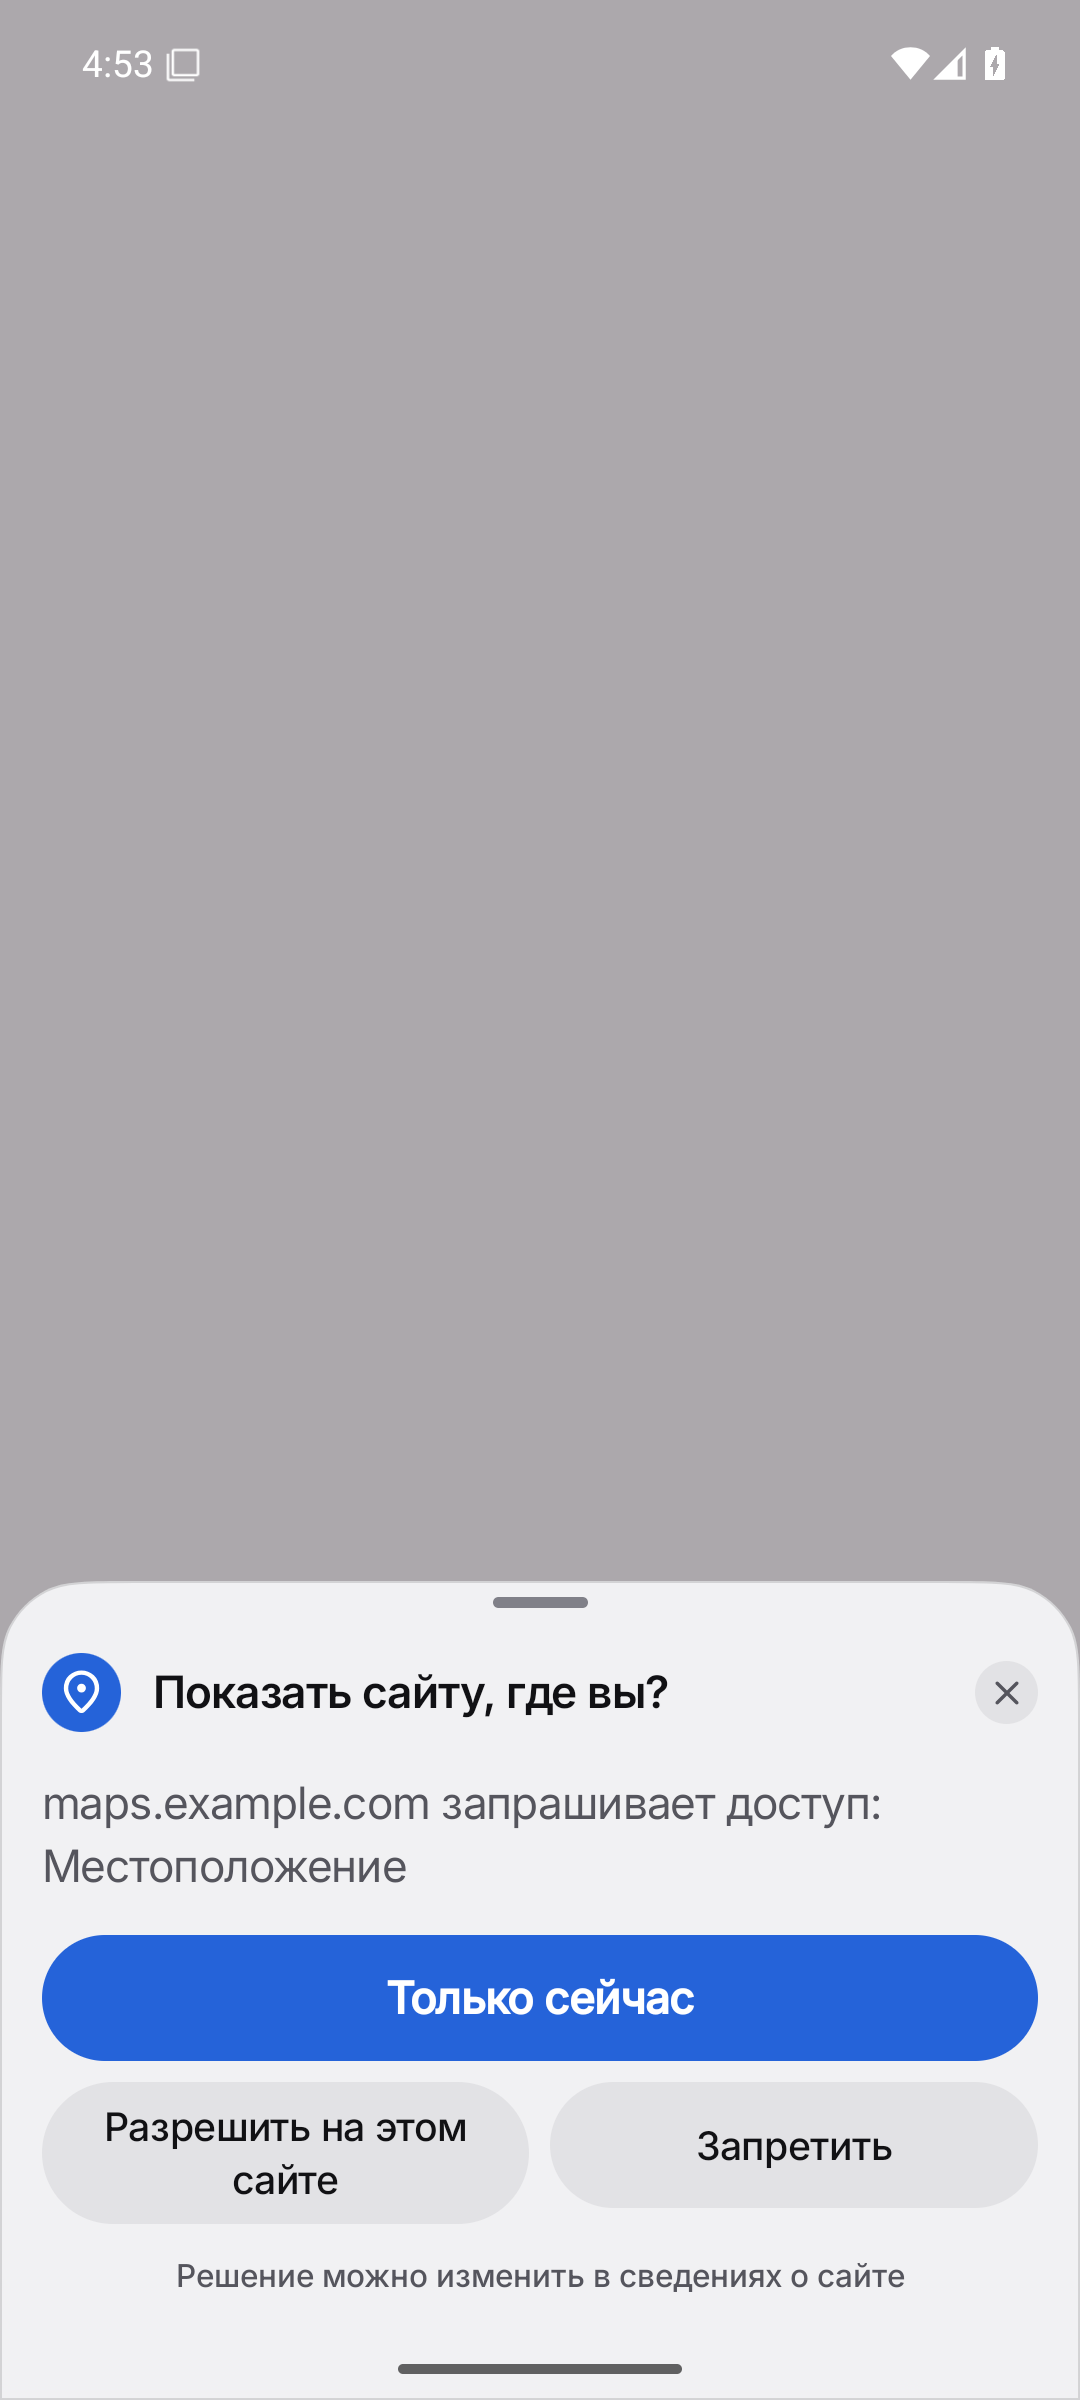 4:53
Показать сайту, где вы?
maps.example.com запрашивает доступ:
Местоположение
Только сейчас
Разрешить на этом
сайте
Запретить
Решение можно изменить в сведениях о сайте